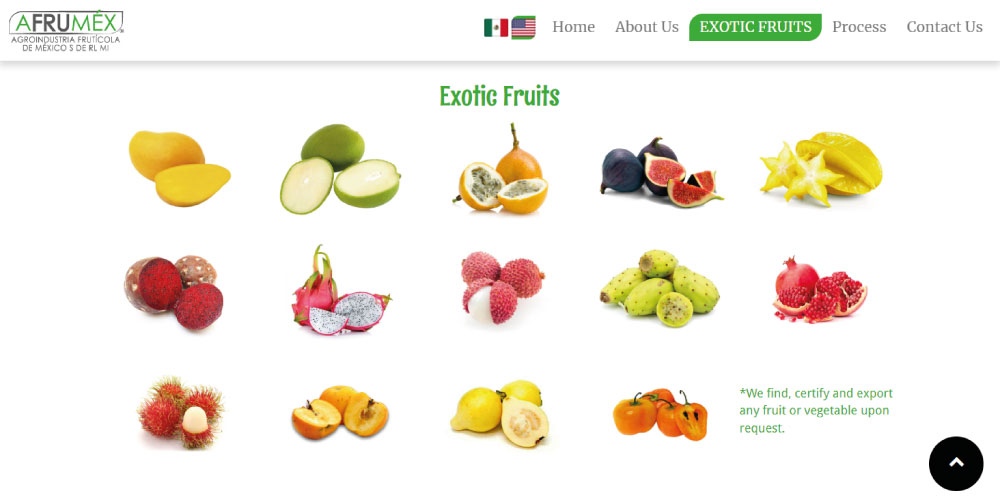 AFRUMÉX®
AGROINDUSTRIA FRUTÍCOLA
DE MÉXICO S DE RL MI
Home
About Us
EXOTIC FRUITS
Process
Contact Us
Exotic Fruits
*We find, certify and export
any fruit or vegetable upon
request.